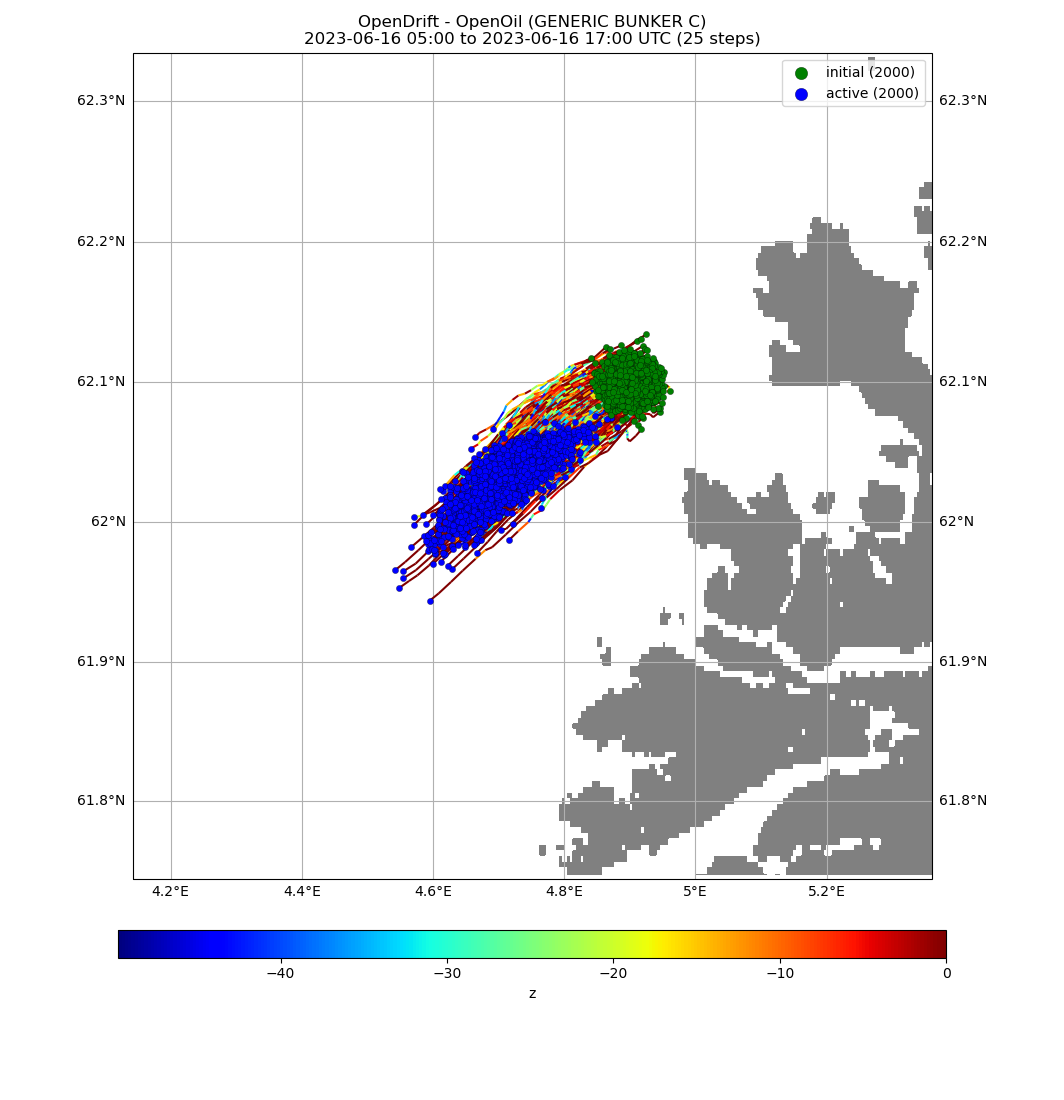 OpenDrift - OpenOil (GENERIC BUNKER C)
2023-06-16 05:00 to 2023-06-16 17:00 UTC (25 steps)
initial (2000)
active (2000)
62.3°N 62.3°N
62.2°N 62.2°N
62.1°N 62.1°N
62°N 62°N
61.9°N 61.9°N
61.8°N 61.8°N
4.2°E 4.4°E 4.6°E 4.8°E 5°E 5.2°E
−40 −30 −20 −10 0
z